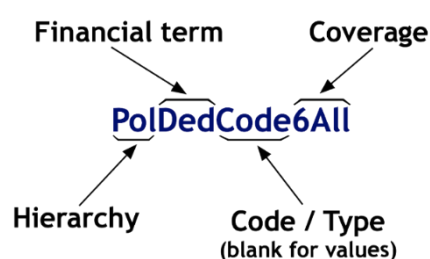 Financial term
Coverage
PolDedCode6All
Hierarchy
Code / Type
(blank for values)